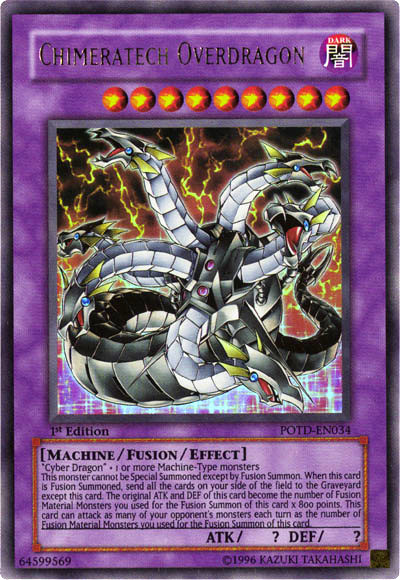 CHIMERATECH OVERDRAGON
DARK
闇
1st Edition
POTD-EN034
[MACHINE / FUSION / EFFECT]
"Cyber Dragon" + 1 or more Machine-Type monsters
This monster cannot be Special Summoned except by Fusion Summon. When this card
is Fusion Summoned, send all the cards on your side of the field to the Graveyard
except this card. The original ATK and DEF of this card become the number of Fusion
Material Monsters you used for the Fusion Summon of this card x 800 points. This
card can attack as many of your opponent's monsters each turn as the number of
Fusion Material Monsters you used for the Fusion Summon of this card.
ATK / ? DEF / ?
64599569
©1996 KAZUKI TAKAHASHI